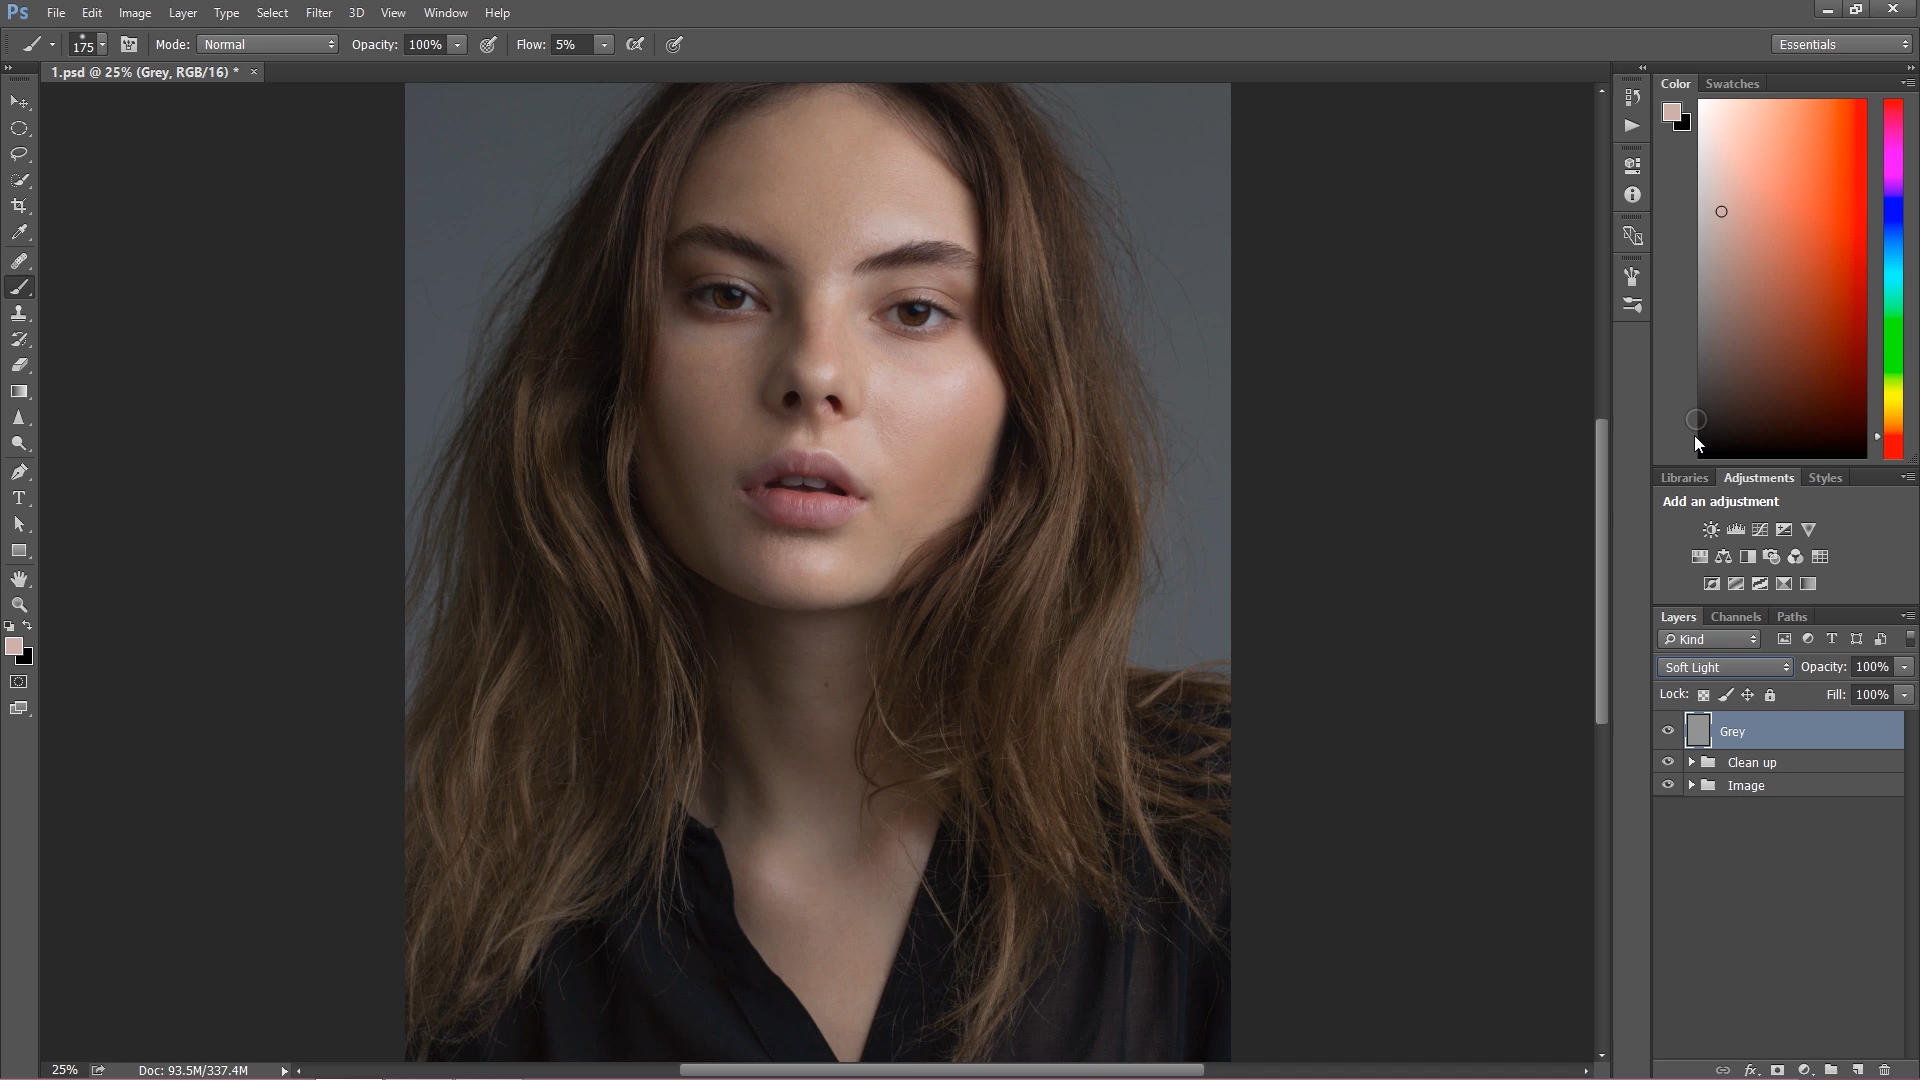 Ps File Edit Image Layer Type Select Filter 3D View Window Help
175 Mode: Normal Opacity: 100% Flow: 5% Essentials
1.psd @ 25% (Grey, RGB/16) * ×
Color Swatches
Libraries Adjustments Styles
Add an adjustment
Layers Channels Paths
Kind
Soft Light Opacity: 100%
Lock: Fill: 100%
Grey
Clean up
Image
25% Doc: 93.5M/337.4M